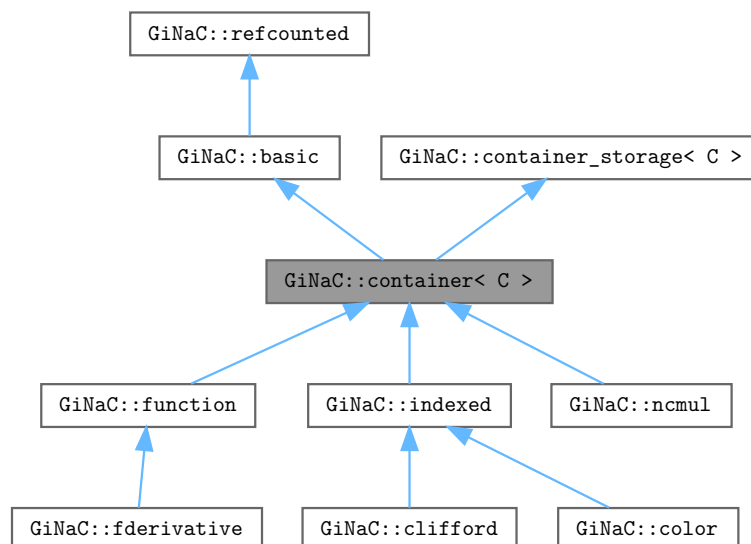 GiNaC::refcounted
GiNaC::basic
GiNaC::container_storage< C >
GiNaC::container< C >
GiNaC::function
GiNaC::indexed
GiNaC::ncmul
GiNaC::fderivative
GiNaC::clifford
GiNaC::color